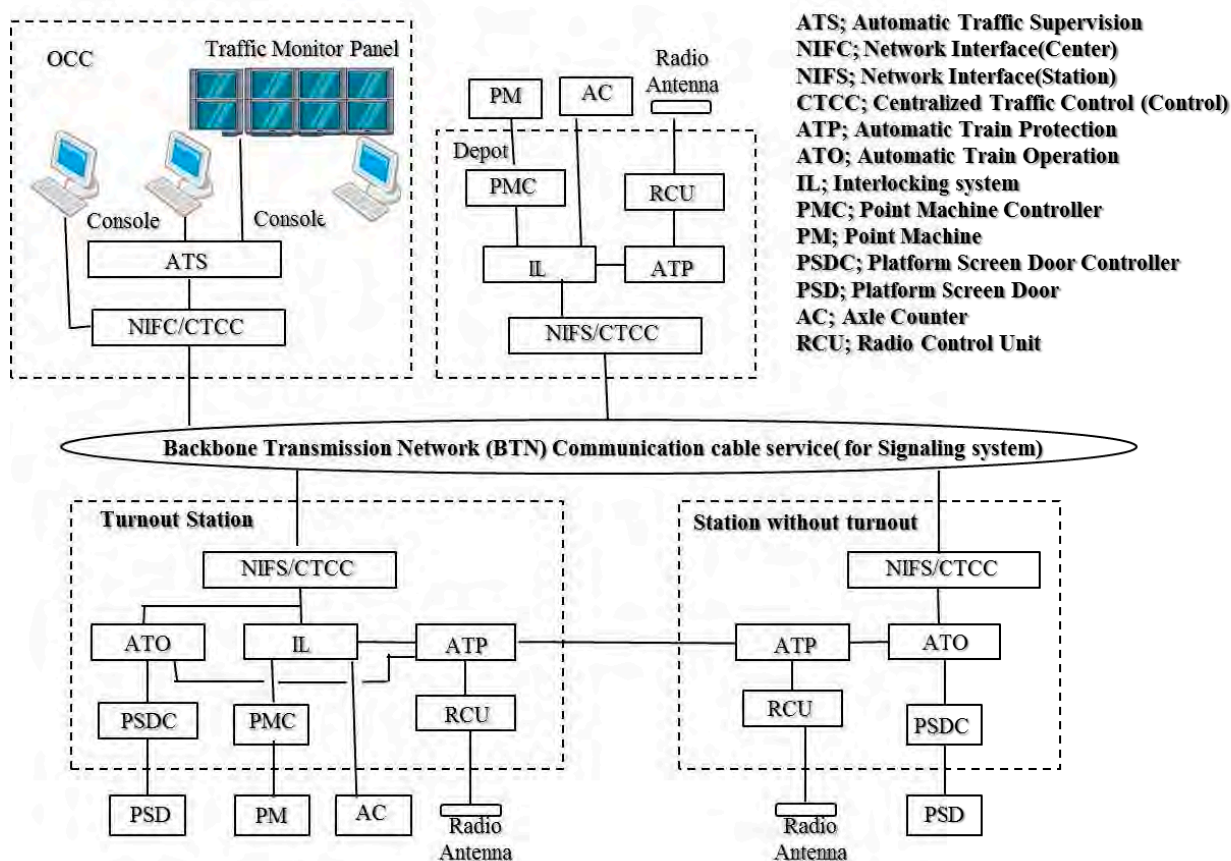 OCC
Traffic Monitor Panel
Console
Console
ATS
NIFC/CTCC
PM
AC
Radio
Antenna
Depot
PMC
RCU
IL
ATP
NIFS/CTCC
ATS; Automatic Traffic Supervision
NIFC; Network Interface(Center)
NIFS; Network Interface(Station)
CTCC; Centralized Traffic Control (Control)
ATP; Automatic Train Protection
ATO; Automatic Train Operation
IL; Interlocking system
PMC; Point Machine Controller
PM; Point Machine
PSDC; Platform Screen Door Controller
PSD; Platform Screen Door
AC; Axle Counter
RCU; Radio Control Unit
Backbone Transmission Network (BTN) Communication cable service( for Signaling system)
Turnout Station
NIFS/CTCC
ATO
IL
ATP
PSDC
PMC
RCU
PSD
PM
AC
Radio
Antenna
Station without turnout
NIFS/CTCC
ATP
ATO
RCU
PSDC
Radio
Antenna
PSD